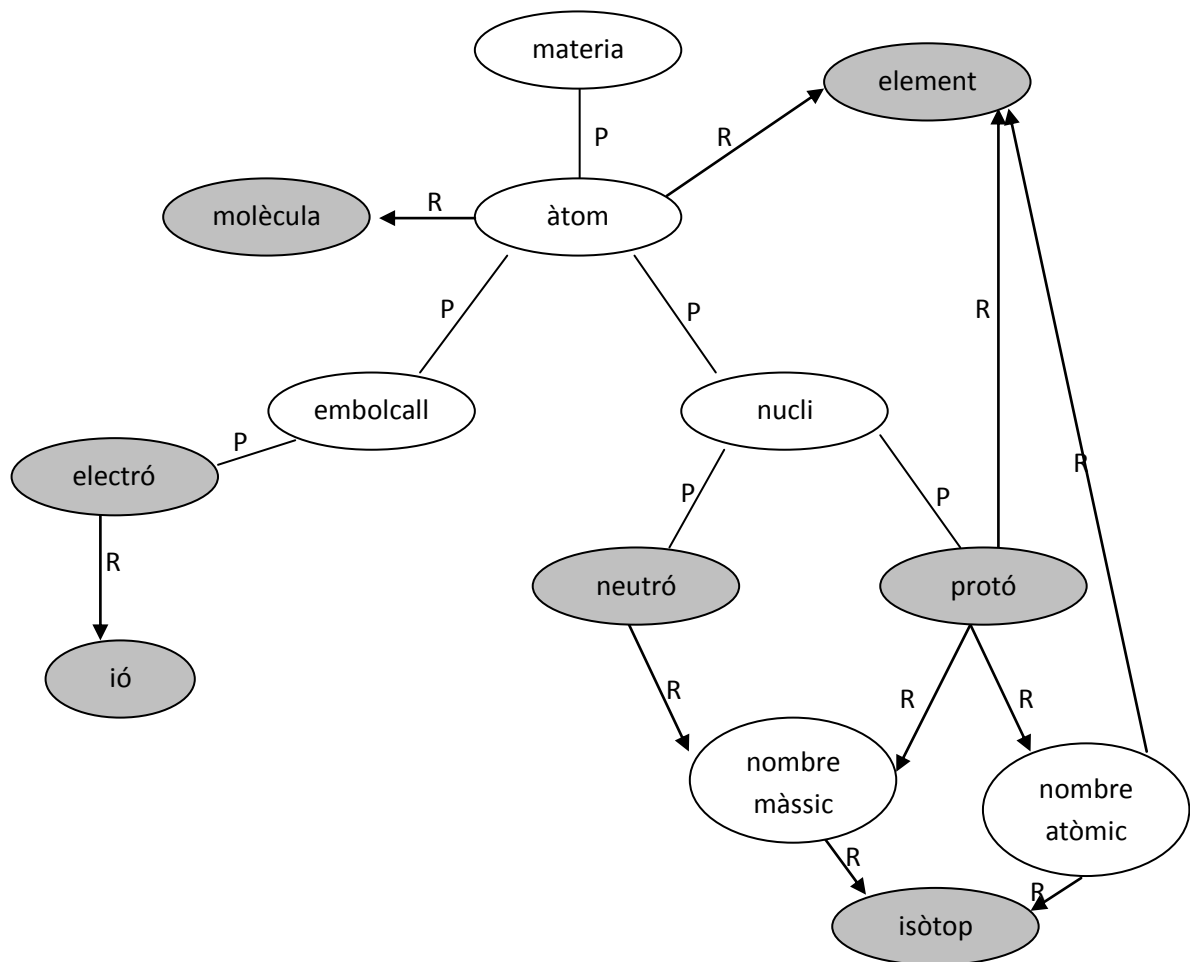 materia
element
P
R
molècula
R
àtom
P
P
R
embolcall
nucli
P
electró
R
P
P
R
neutró
protó
ió
R
R
R
nombre
màssic
nombre
atòmic
R
R
isòtop